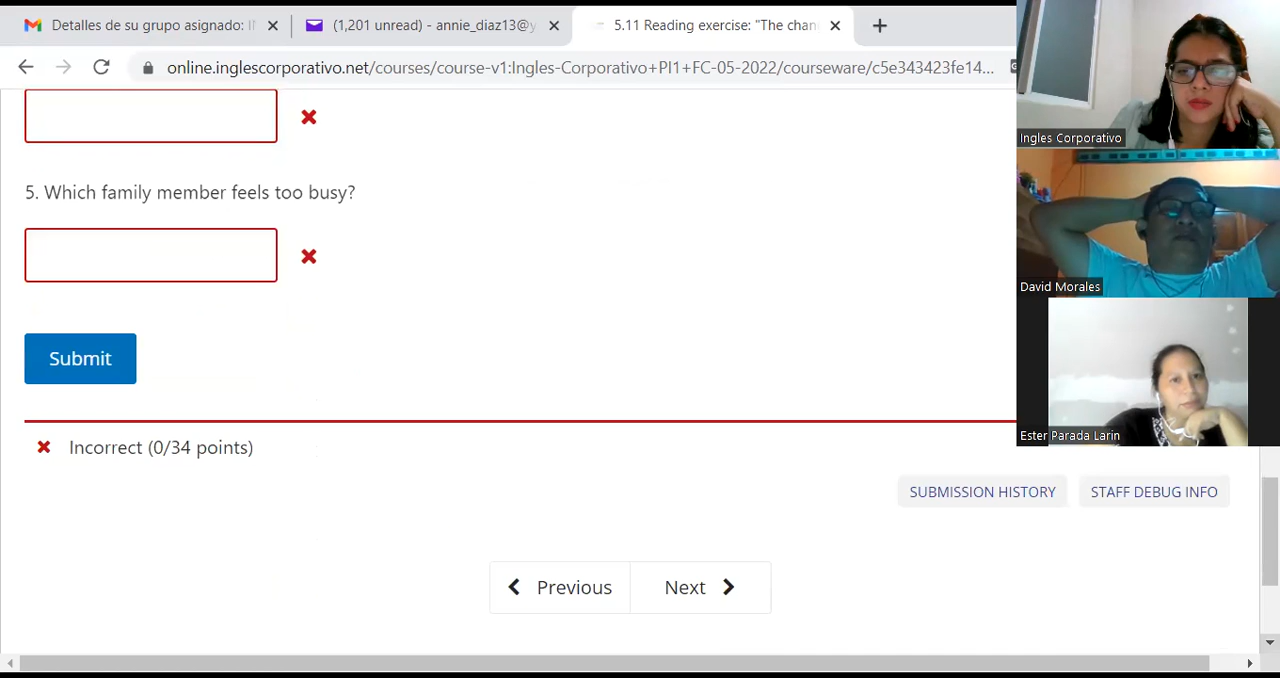 Detalles de su grupo asignado: I
(1,201 unread) - annie_diaz13@y
5.11 Reading exercise: "The chan
online.inglescorporativo.net/courses/course-v1:Ingles-Corporativo+PI1+FC-05-2022/courseware/c5e343423fe14...
Ingles Corporativo
5. Which family member feels too busy?
David Morales
Submit
Ester Parada Larin
Incorrect (0/34 points)
SUBMISSION HISTORY
STAFF DEBUG INFO
Previous
Next